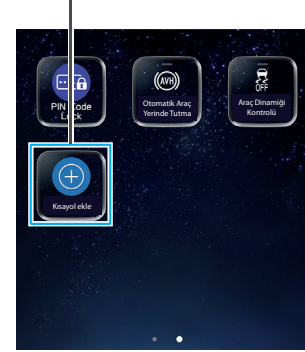 PIN Code
Lock
(AVH)
Otomatik Araç
Yerinde Tutma
OFF
Araç Dinamiği
Kontrolü
Kısayol ekle